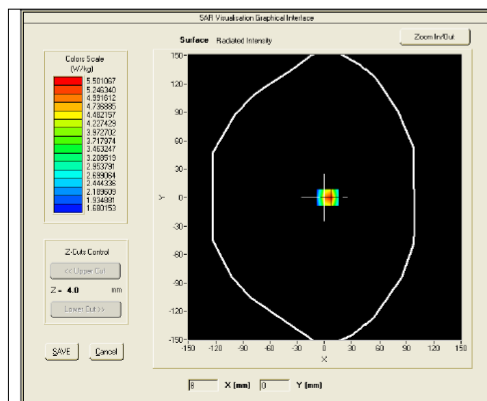 SAR Visualisation Graphical Interface
Surface Radiated Intensity
Zoom In/Out
Colors Scale
(W/kg)
5.501067
5.246340
4.991612
4.736885
4.482157
4.227429
3.972702
3.717974
3.463247
3.208519
2.953791
2.699064
2.444336
2.189609
1.934881
1.680153
Z-Cuts Control
<< Upper Cut
Z = 4.0 mm
Lower Cut >>
SAVE
Cancel
150
120
90
60
30
0
-30
-60
-90
-120
-150
Y
-150 -120 -90 -60 -30 0 30 60 90 120 150
X
8 X (mm) 0 Y (mm)